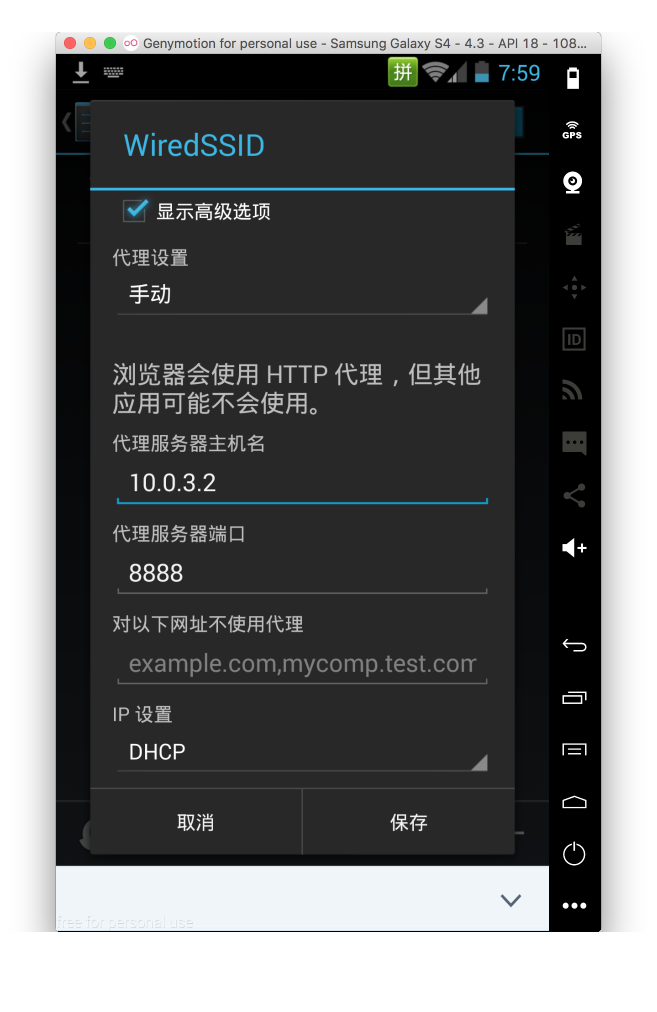 Genymotion for personal use - Samsung Galaxy S4 - 4.3 - API 18 - 108...
拼 7:59
GPS
WiredSSID
显示高级选项
代理设置
手动
ID
浏览器会使用 HTTP 代理，但其他
应用可能不会使用。
代理服务器主机名
10.0.3.2
代理服务器端口
8888
对以下网址不使用代理
example.com,mycomp.test.com
IP 设置
DHCP
取消 保存
free for personal use